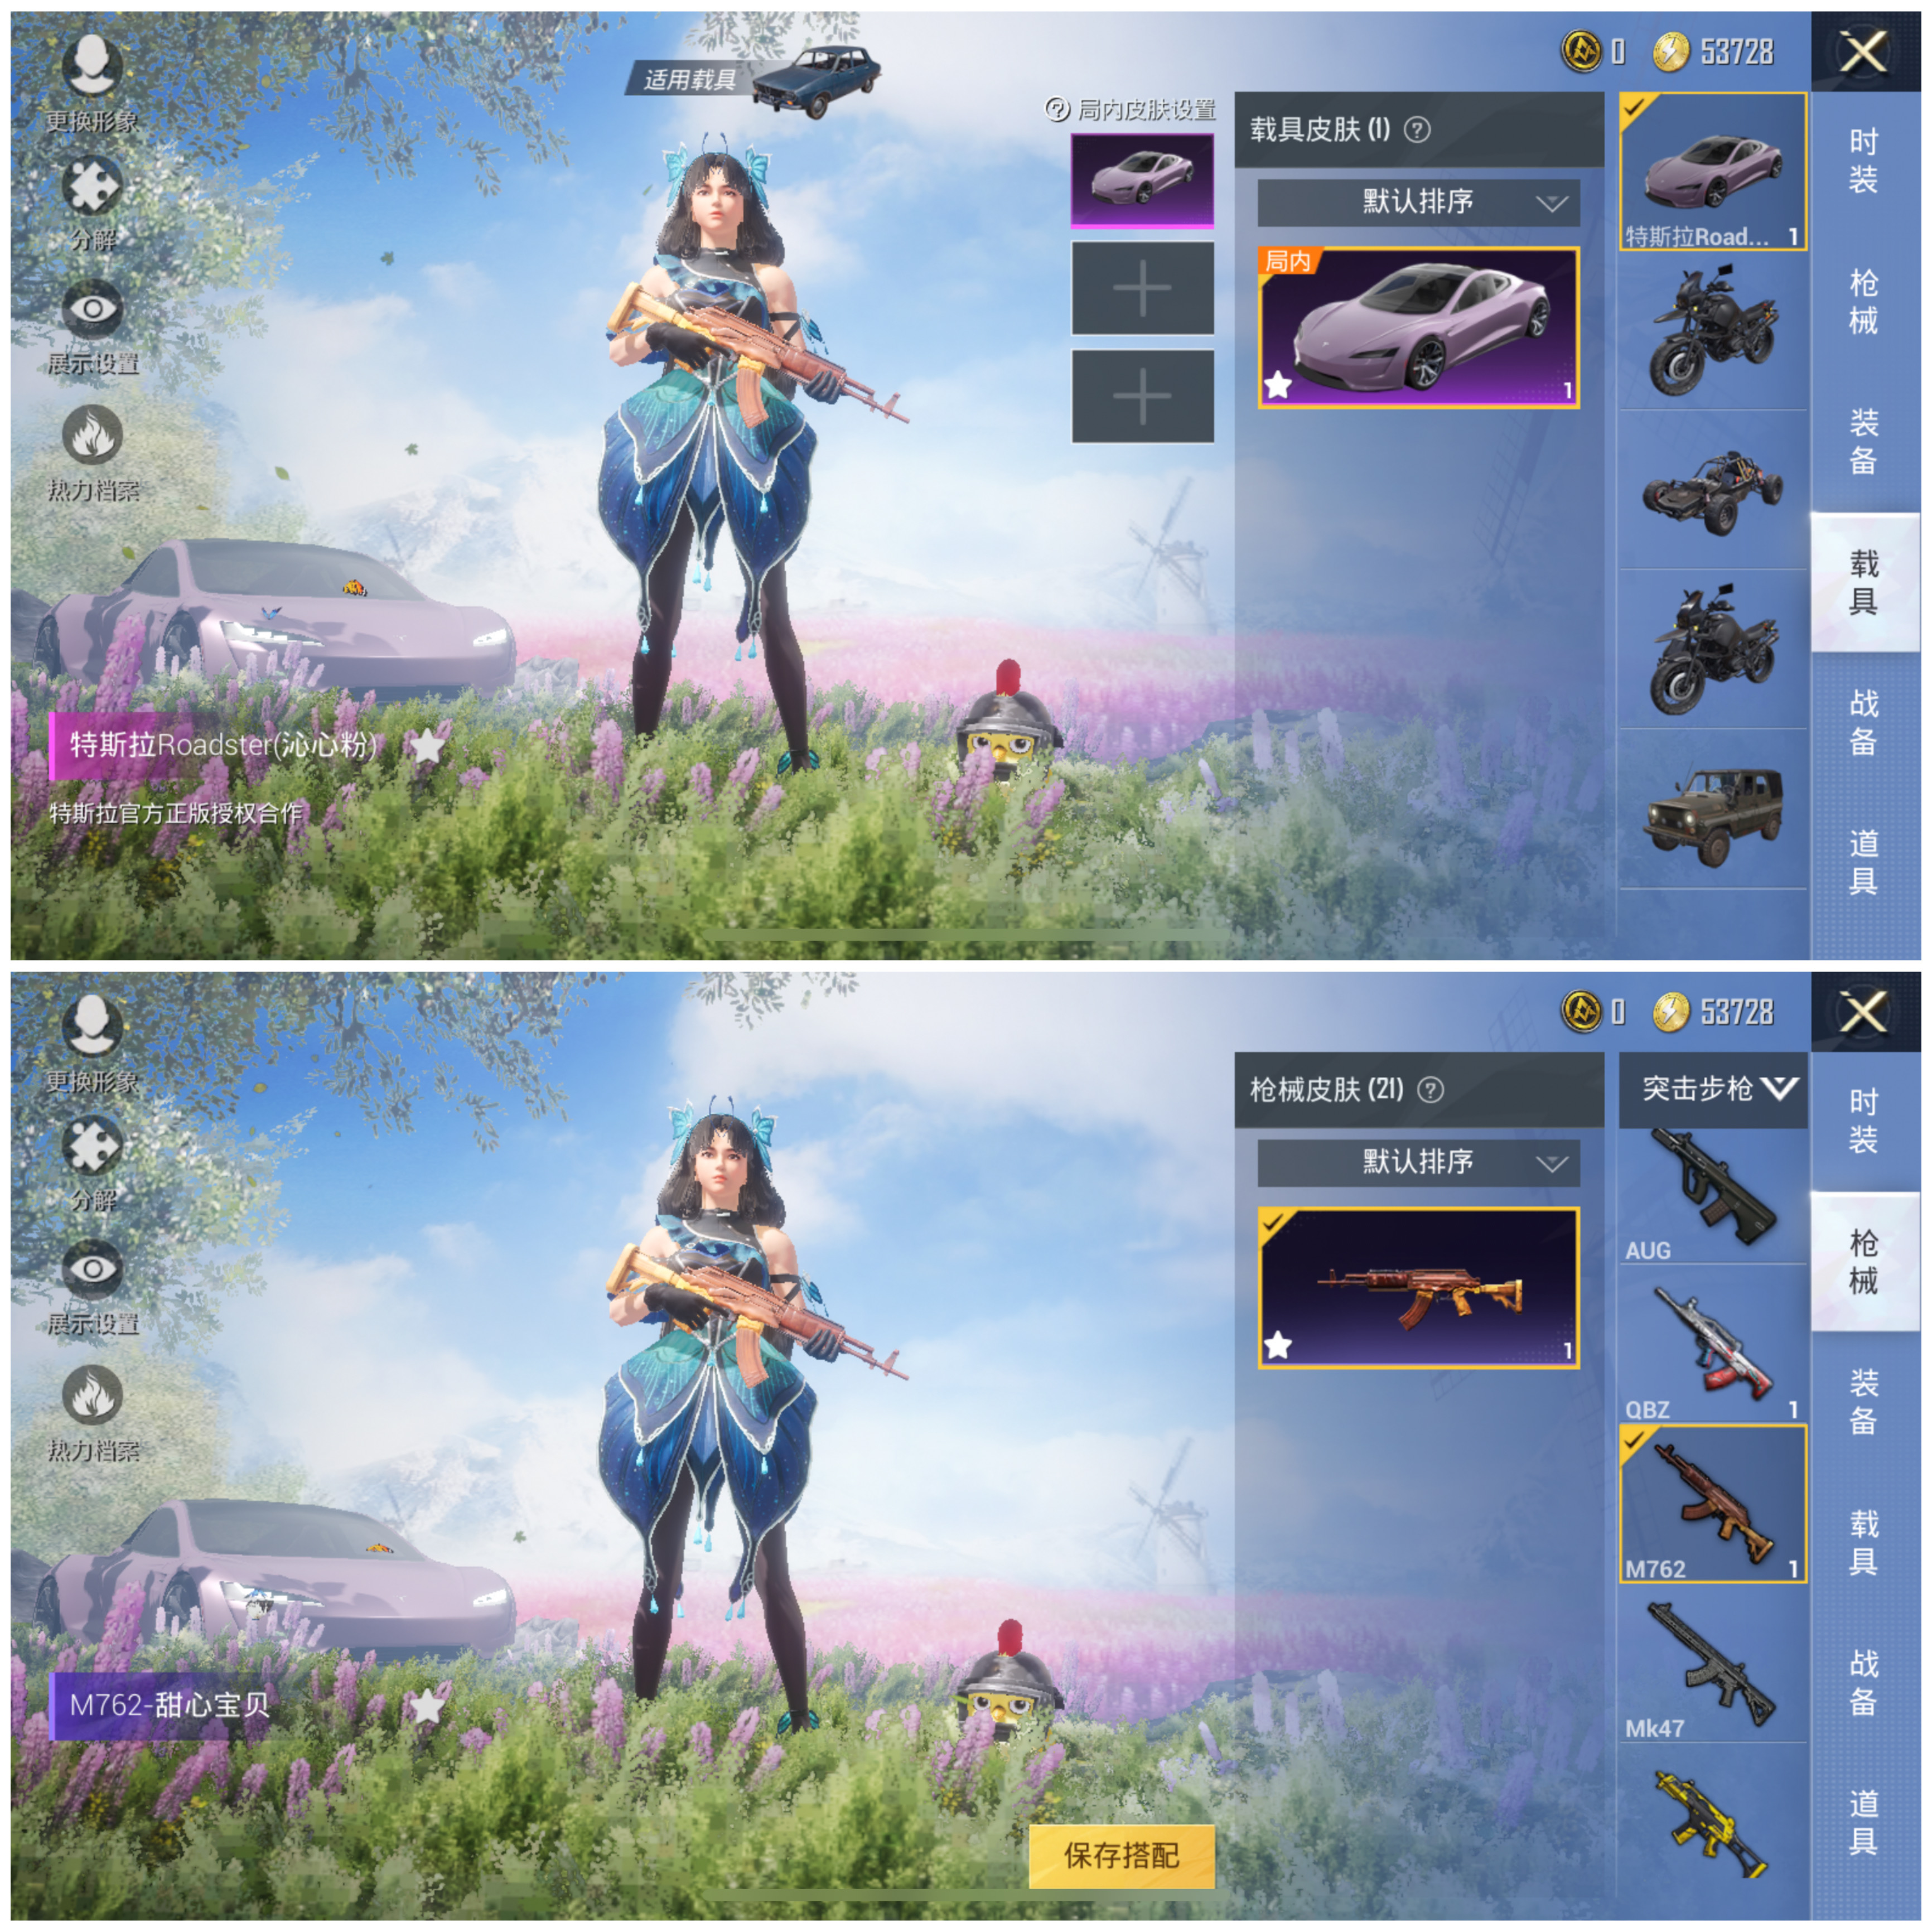 0 53728
更换形象
适用载具
局内皮肤设置
载具皮肤(1)
默认排序
局内
1
特斯拉Road... 1
分解
展示设置
热力档案
特斯拉Roadster(沁心粉)
特斯拉官方正版授权合作
时装
枪械
装备
载具
战备
道具
0 53728
更换形象
枪械皮肤(21)
默认排序
1
突击步枪
AUG
QBZ 1
M762 1
Mk47
分解
展示设置
热力档案
M762-甜心宝贝
保存搭配
时装
枪械
装备
载具
战备
道具